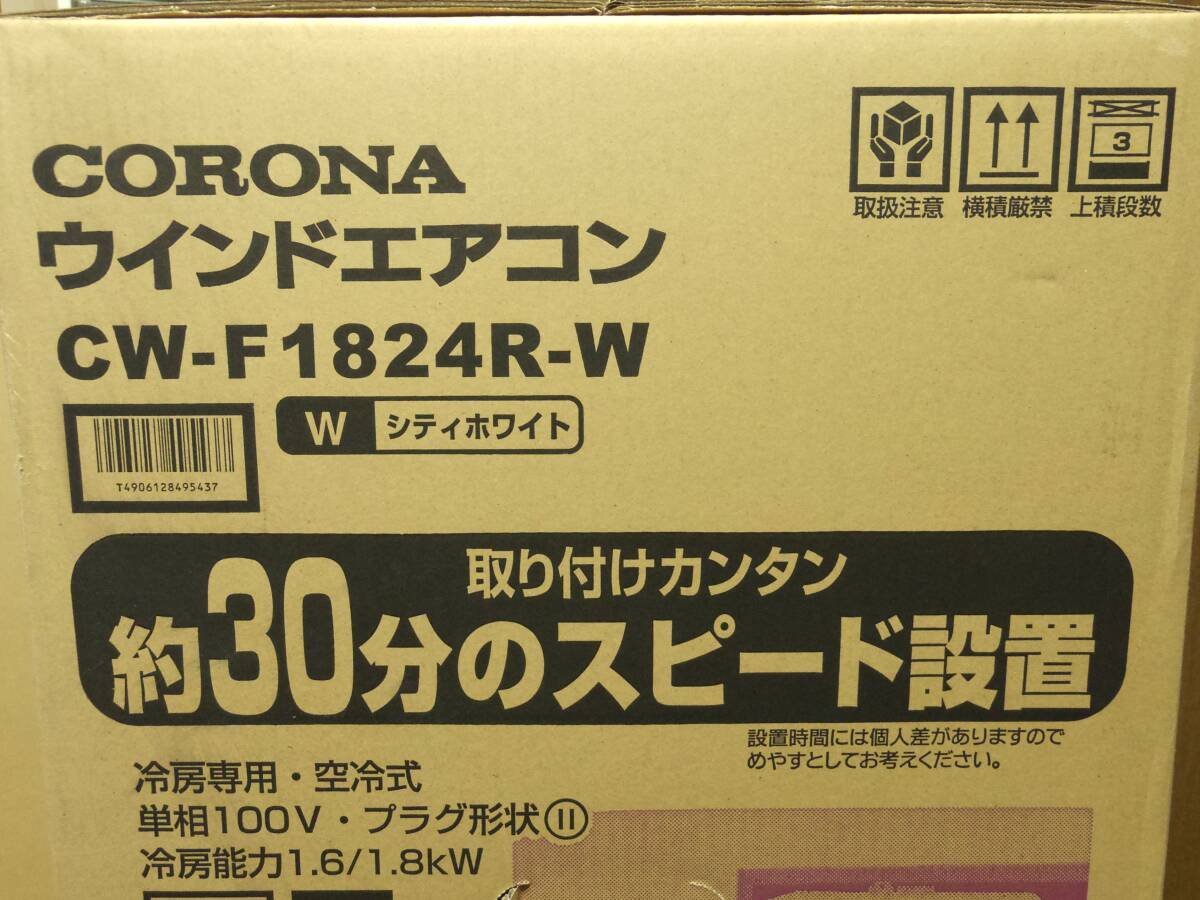 CORONA
ウインドエアコン
CW-F1824R-W
W シティホワイト
T4906128495437
3
取扱注意 横積厳禁 上積段数
取り付けカンタン
約30分のスピード設置
設置時間には個人差がありますので
めやすとしてお考えください。
冷房専用・空冷式
単相100V・プラグ形状 II
冷房能力1.6/1.8kW